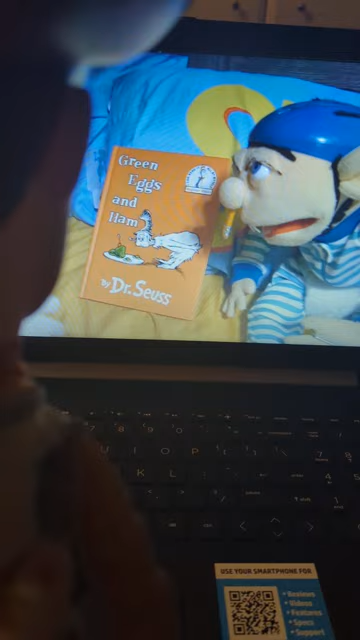 Green
Eggs
and
Ham
By Dr. Seuss
USE YOUR SMARTPHONE FOR
• Reviews
• Videos
• Features
• Specs
• Support